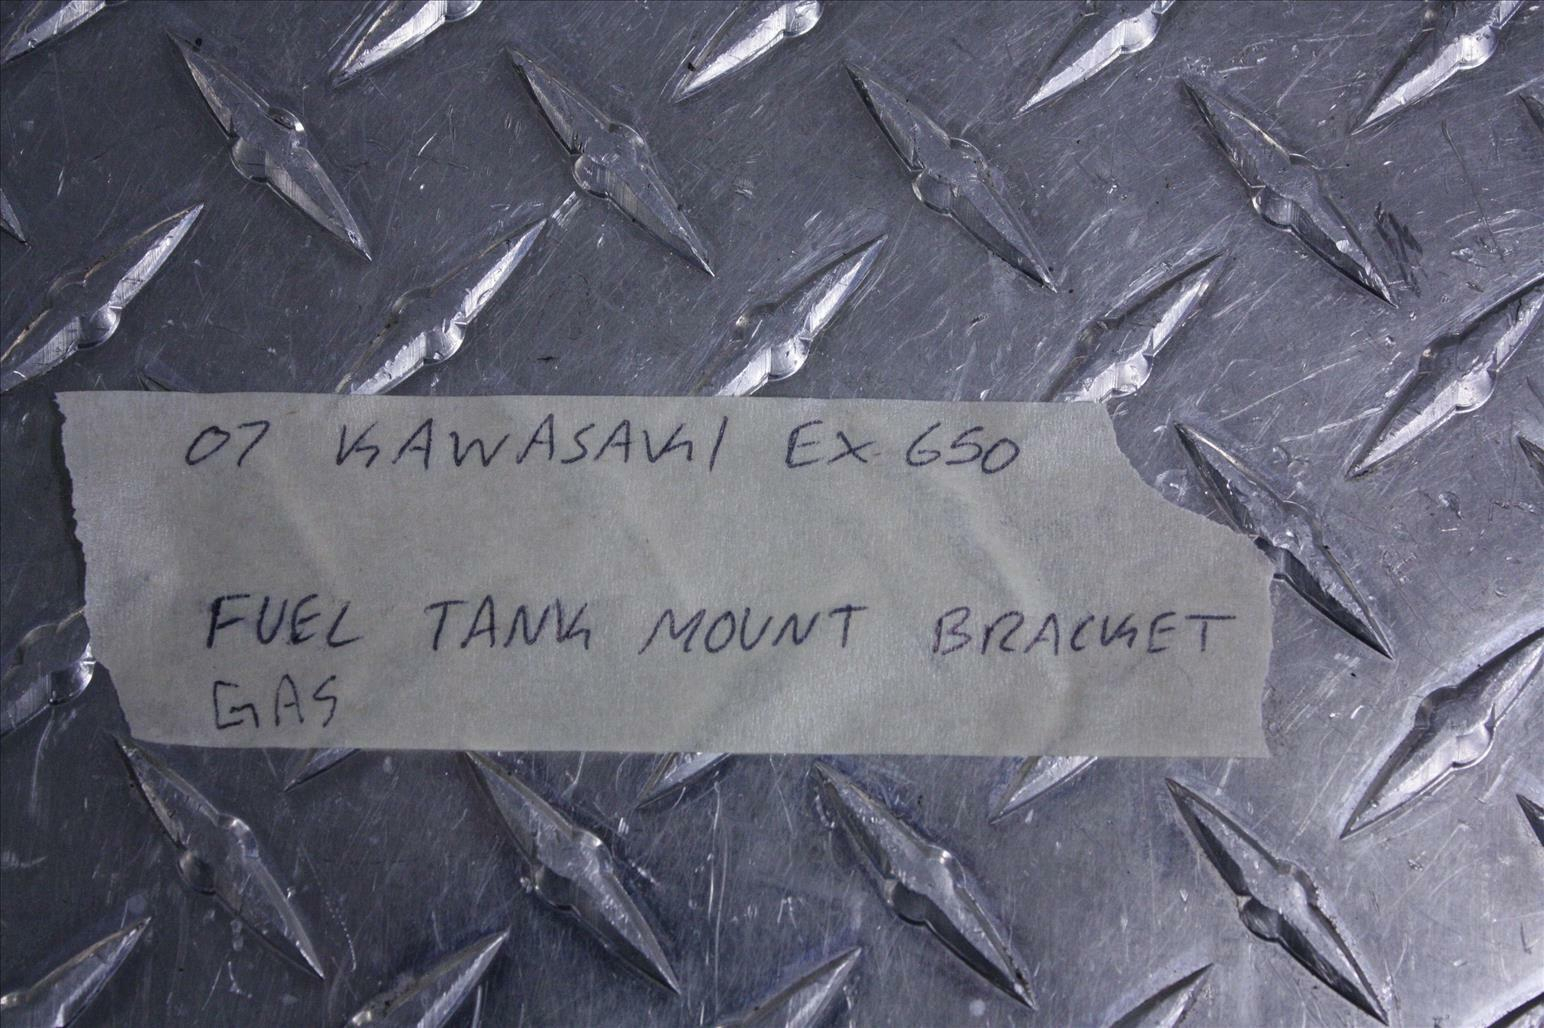 07 KAWASAKI EX 650
FUEL TANK MOUNT BRACKET
GAS